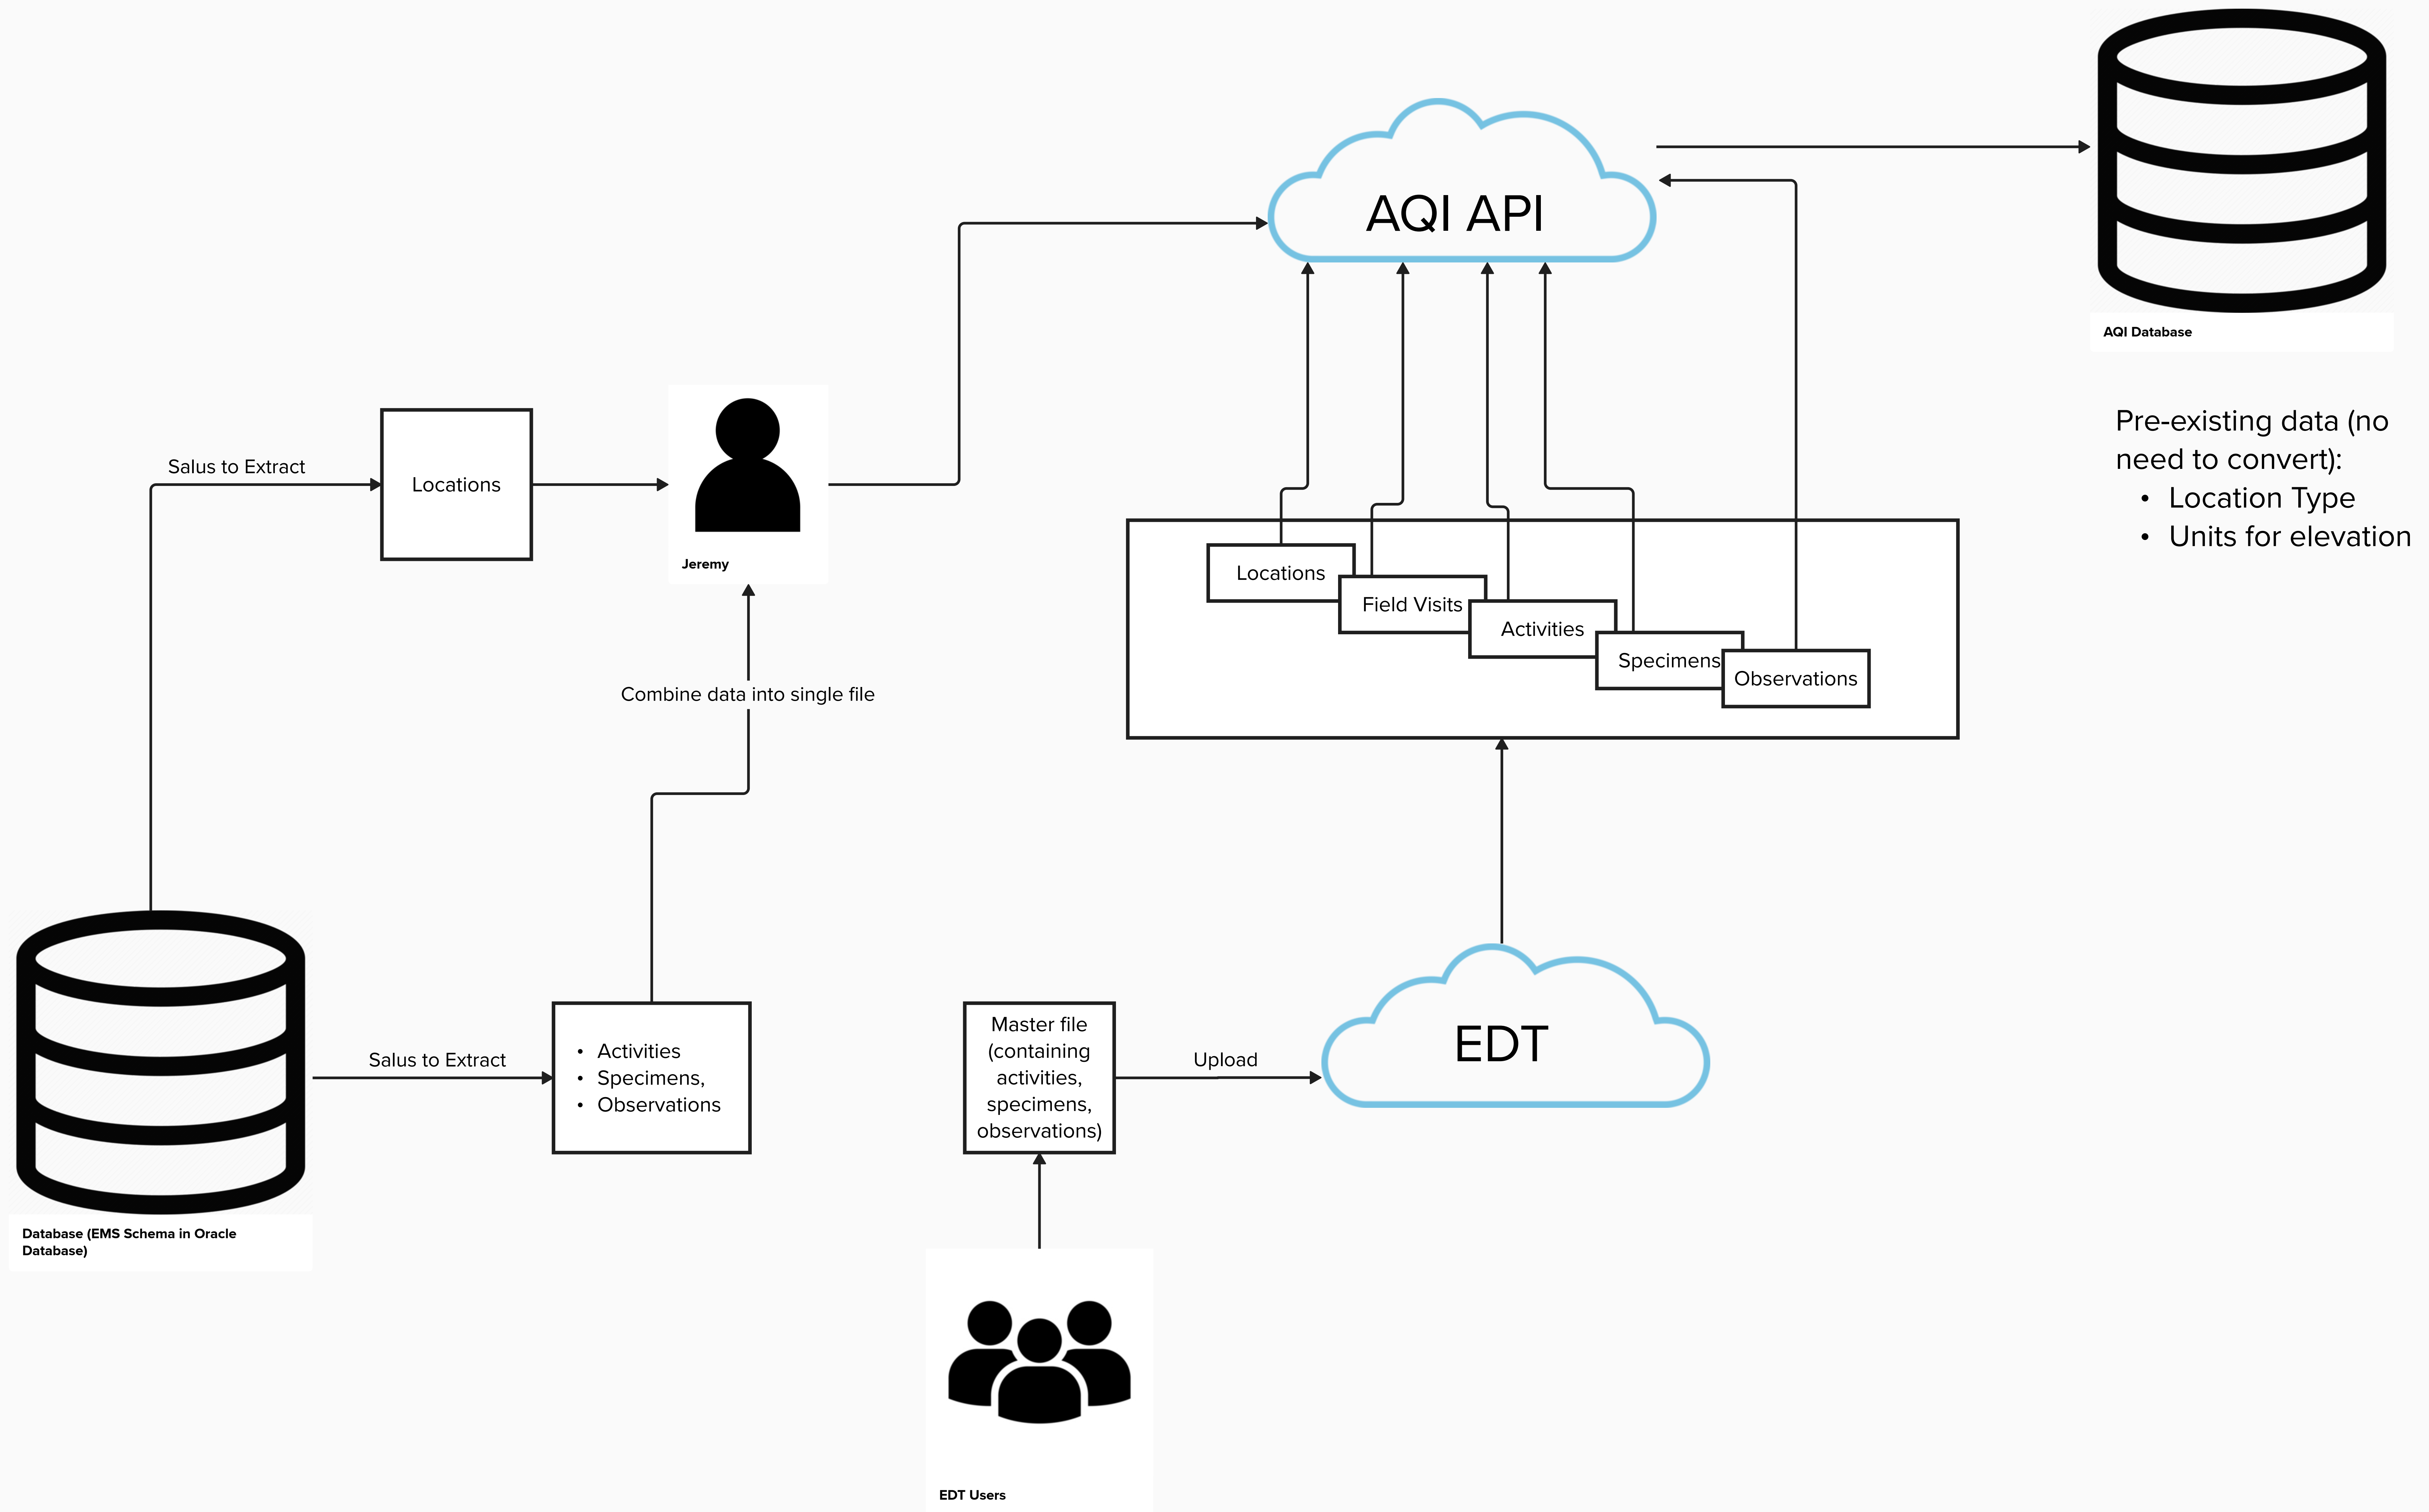 AQI API
AQI Database
Pre-existing data (no
need to convert):
• Location Type
• Units for elevation
Salus to Extract
Locations
Jeremy
Combine data into single file
Locations
Field Visits
Activities
Specimens
Observations
Database (EMS Schema in Oracle
Database)
Salus to Extract
• Activities
• Specimens,
• Observations
Master file
(containing
activities,
specimens,
observations)
Upload
EDT
EDT Users